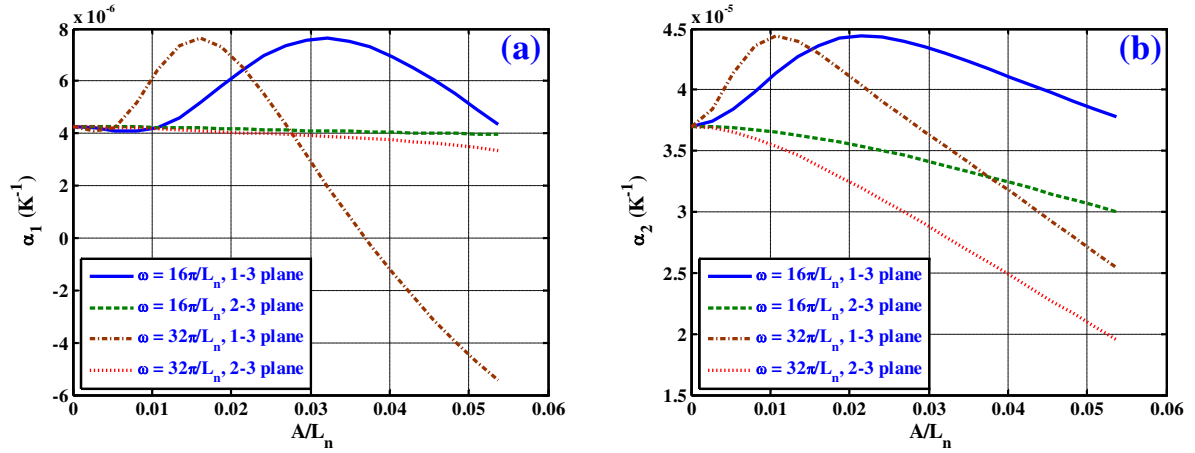 x 10⁻⁶
8
6
4
2
0
-2
-4
-6
α₁ (K⁻¹)
(a)
ω = 16π/Lₙ, 1-3 plane
ω = 16π/Lₙ, 2-3 plane
ω = 32π/Lₙ, 1-3 plane
ω = 32π/Lₙ, 2-3 plane
0 0.01 0.02 0.03 0.04 0.05 0.06
A/Lₙ
x 10⁻⁵
4.5
4
3.5
3
2.5
2
1.5
α₂ (K⁻¹)
(b)
ω = 16π/Lₙ, 1-3 plane
ω = 16π/Lₙ, 2-3 plane
ω = 32π/Lₙ, 1-3 plane
ω = 32π/Lₙ, 2-3 plane
0 0.01 0.02 0.03 0.04 0.05 0.06
A/Lₙ